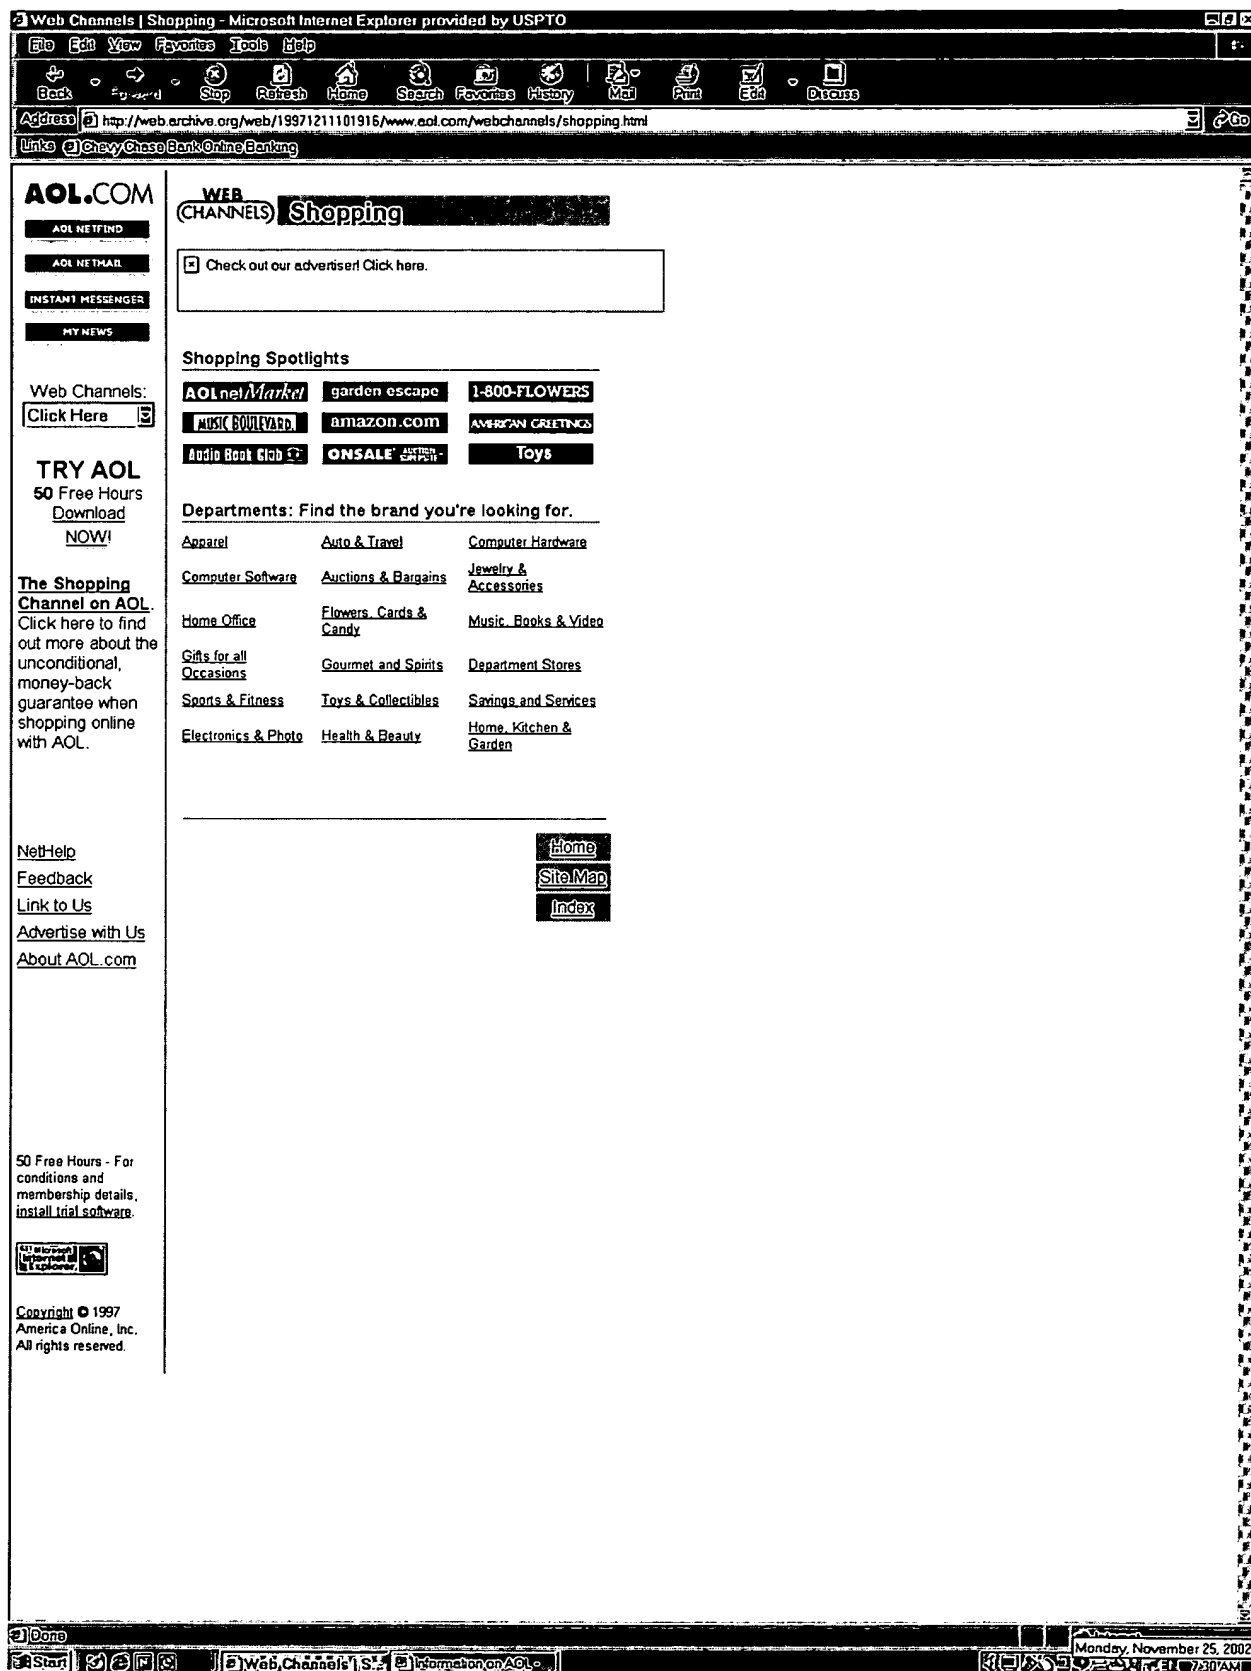 Web Channels | Shopping - Microsoft Internet Explorer provided by USPTO
File Edit View Favorites Tools Help
Back Forward Stop Refresh Home Search Favorites History Mail Print Edit Discuss
Address http://web.archive.org/web/19971211101916/www.aol.com/webchannels/shopping.html Go
Links Chevy Chase Bank Online Banking
AOL.COM
AOL NETFIND
AOL NETMAIL
INSTANT MESSENGER
MY NEWS
Web Channels:
Click Here
TRY AOL
50 Free Hours
Download
NOW!
The Shopping
Channel on AOL.
Click here to find
out more about the
unconditional,
money-back
guarantee when
shopping online
with AOL.
NetHelp
Feedback
Link to Us
Advertise with Us
About AOL.com
50 Free Hours - For
conditions and
membership details,
install trial software.
Microsoft
Internet
Explorer
Copyright © 1997
America Online, Inc.
All rights reserved.
WEB
CHANNELS Shopping
Check out our advertiser! Click here.
Shopping Spotlights
AOLnetMarket garden escape 1-800-FLOWERS
MUSIC BOULEVARD. amazon.com AMERICAN GREETINGS
Audio Book Club ONSALE Toys
Departments: Find the brand you're looking for.
Apparel Auto & Travel Computer Hardware
Computer Software Auctions & Bargains Jewelry &
Accessories
Home Office Flowers, Cards &
Candy Music, Books & Video
Gifts for all
Occasions Gourmet and Spirits Department Stores
Sports & Fitness Toys & Collectibles Savings and Services
Electronics & Photo Health & Beauty Home, Kitchen &
Garden
Home
Site Map
Index
Done
Monday, November 25, 2002
Start Web Channels | S... Information on AOL - 7:30 AM